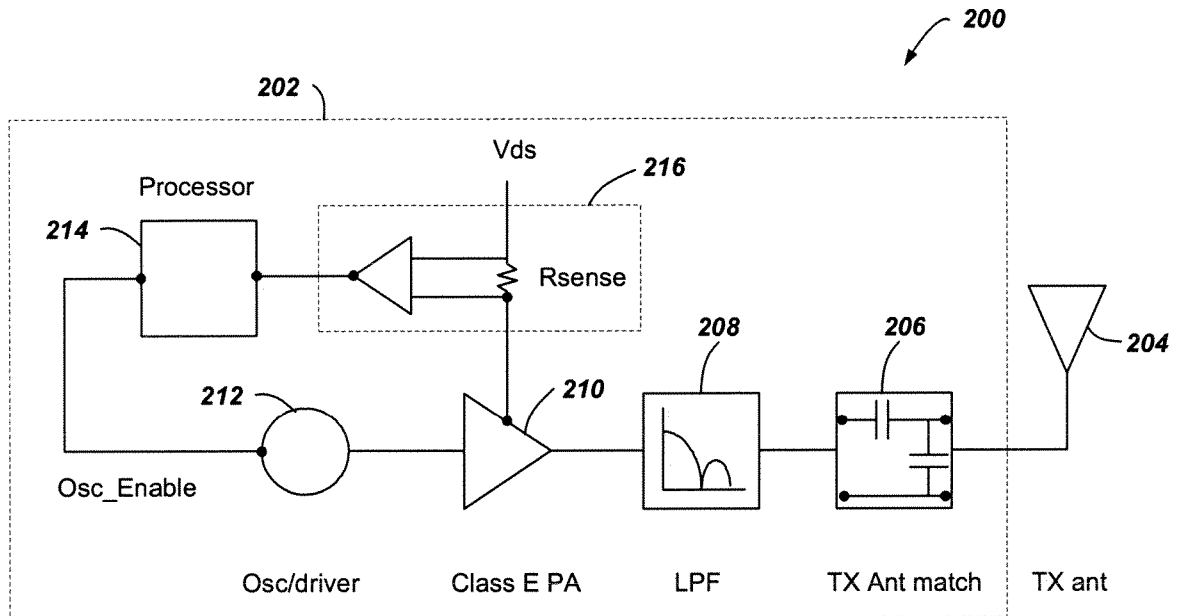 200
202
Vds
216
Processor
214
Rsense
208
206
204
212
210
Osc_Enable
Osc/driver
Class E PA
LPF
TX Ant match
TX ant